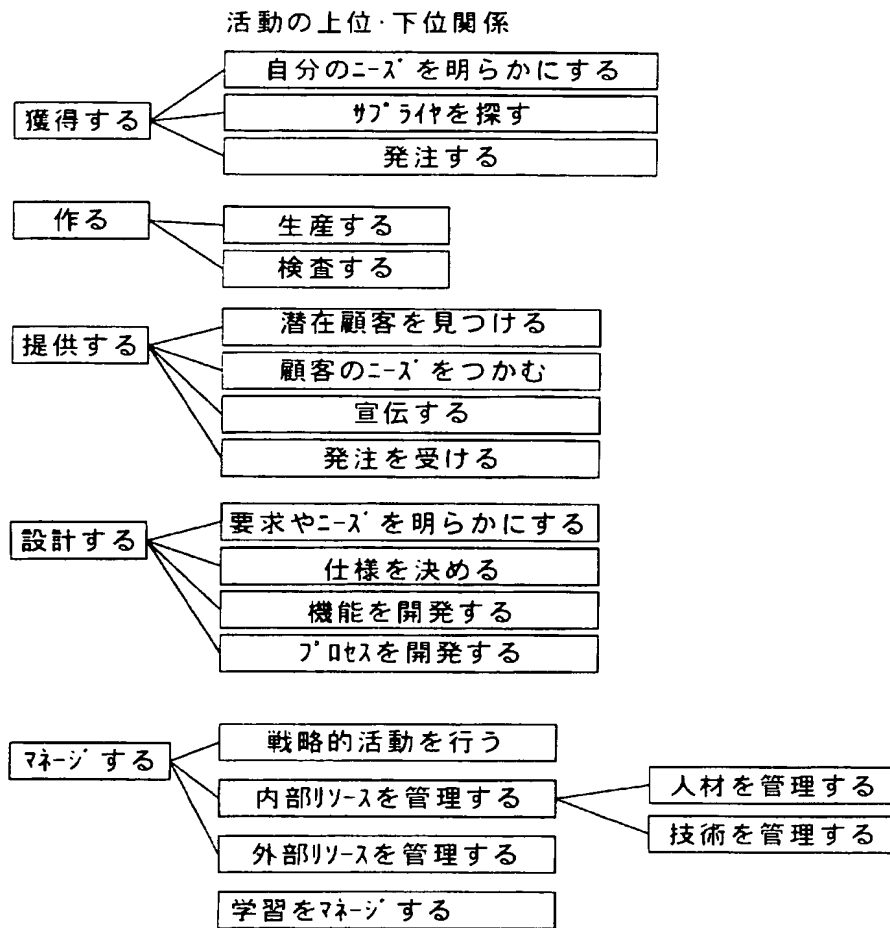 活動の上位・下位関係
自分のニーズを明らかにする
獲得する
サプライヤを探す
発注する
作る
生産する
検査する
潜在顧客を見つける
提供する
顧客のニーズをつかむ
宣伝する
発注を受ける
要求やニーズを明らかにする
設計する
仕様を決める
機能を開発する
プロセスを開発する
戦略的活動を行う
マネージする
内部リソースを管理する
人材を管理する
技術を管理する
外部リソースを管理する
学習をマネージする